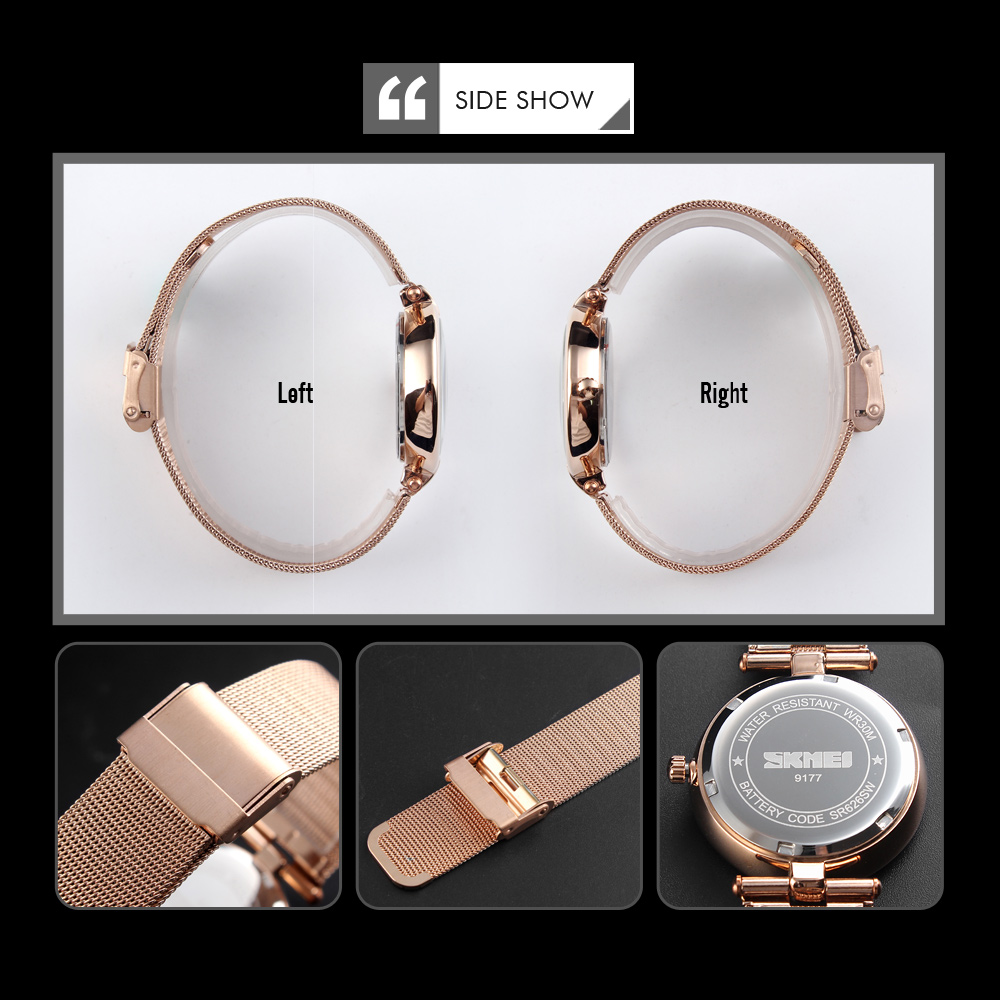 SIDE SHOW
Left
Right
WATER RESISTANT WR30M
SKMEI
9177
BATTERY CODE SR626SW